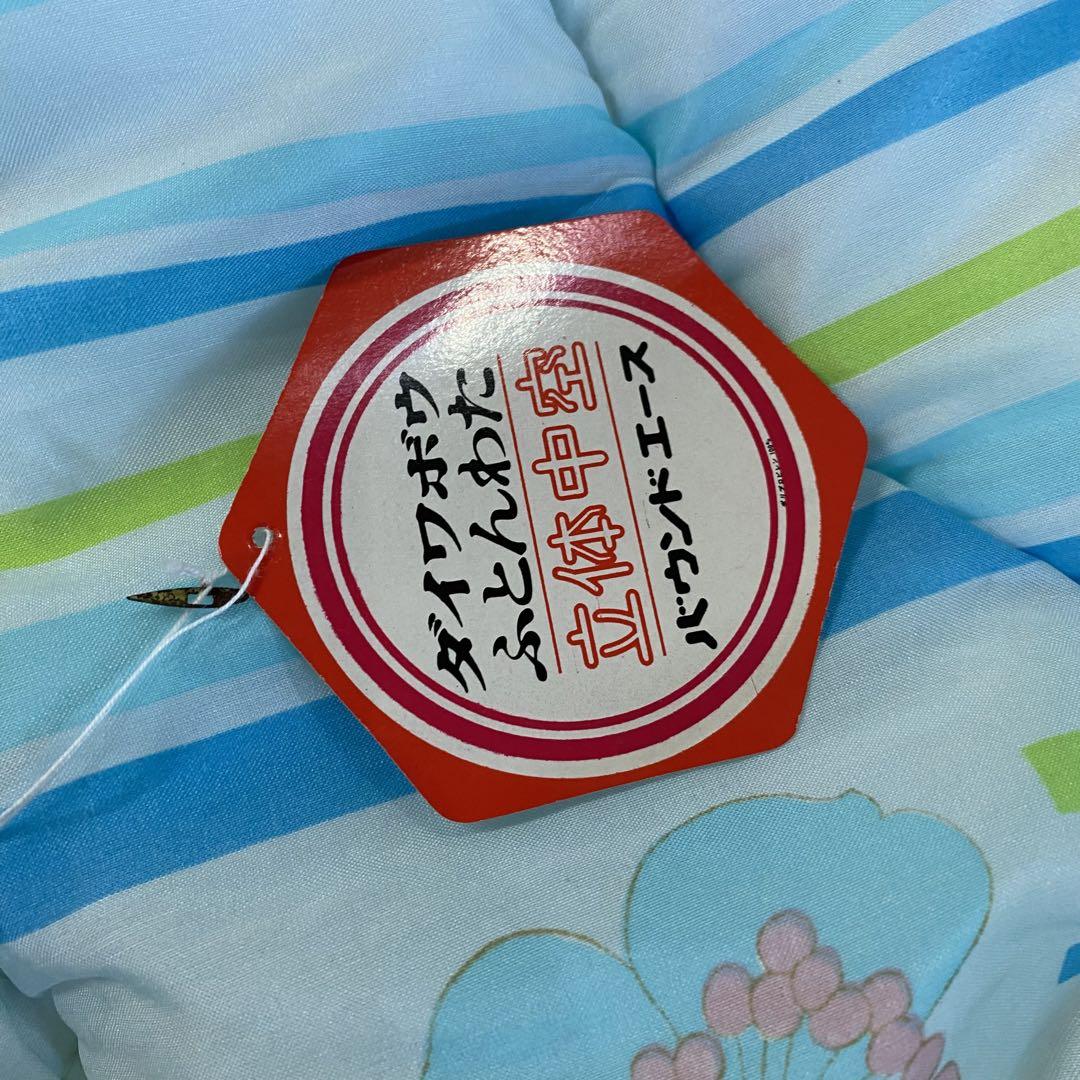 ダイワボウ
ふとんわた
立体中空
バウンドエース